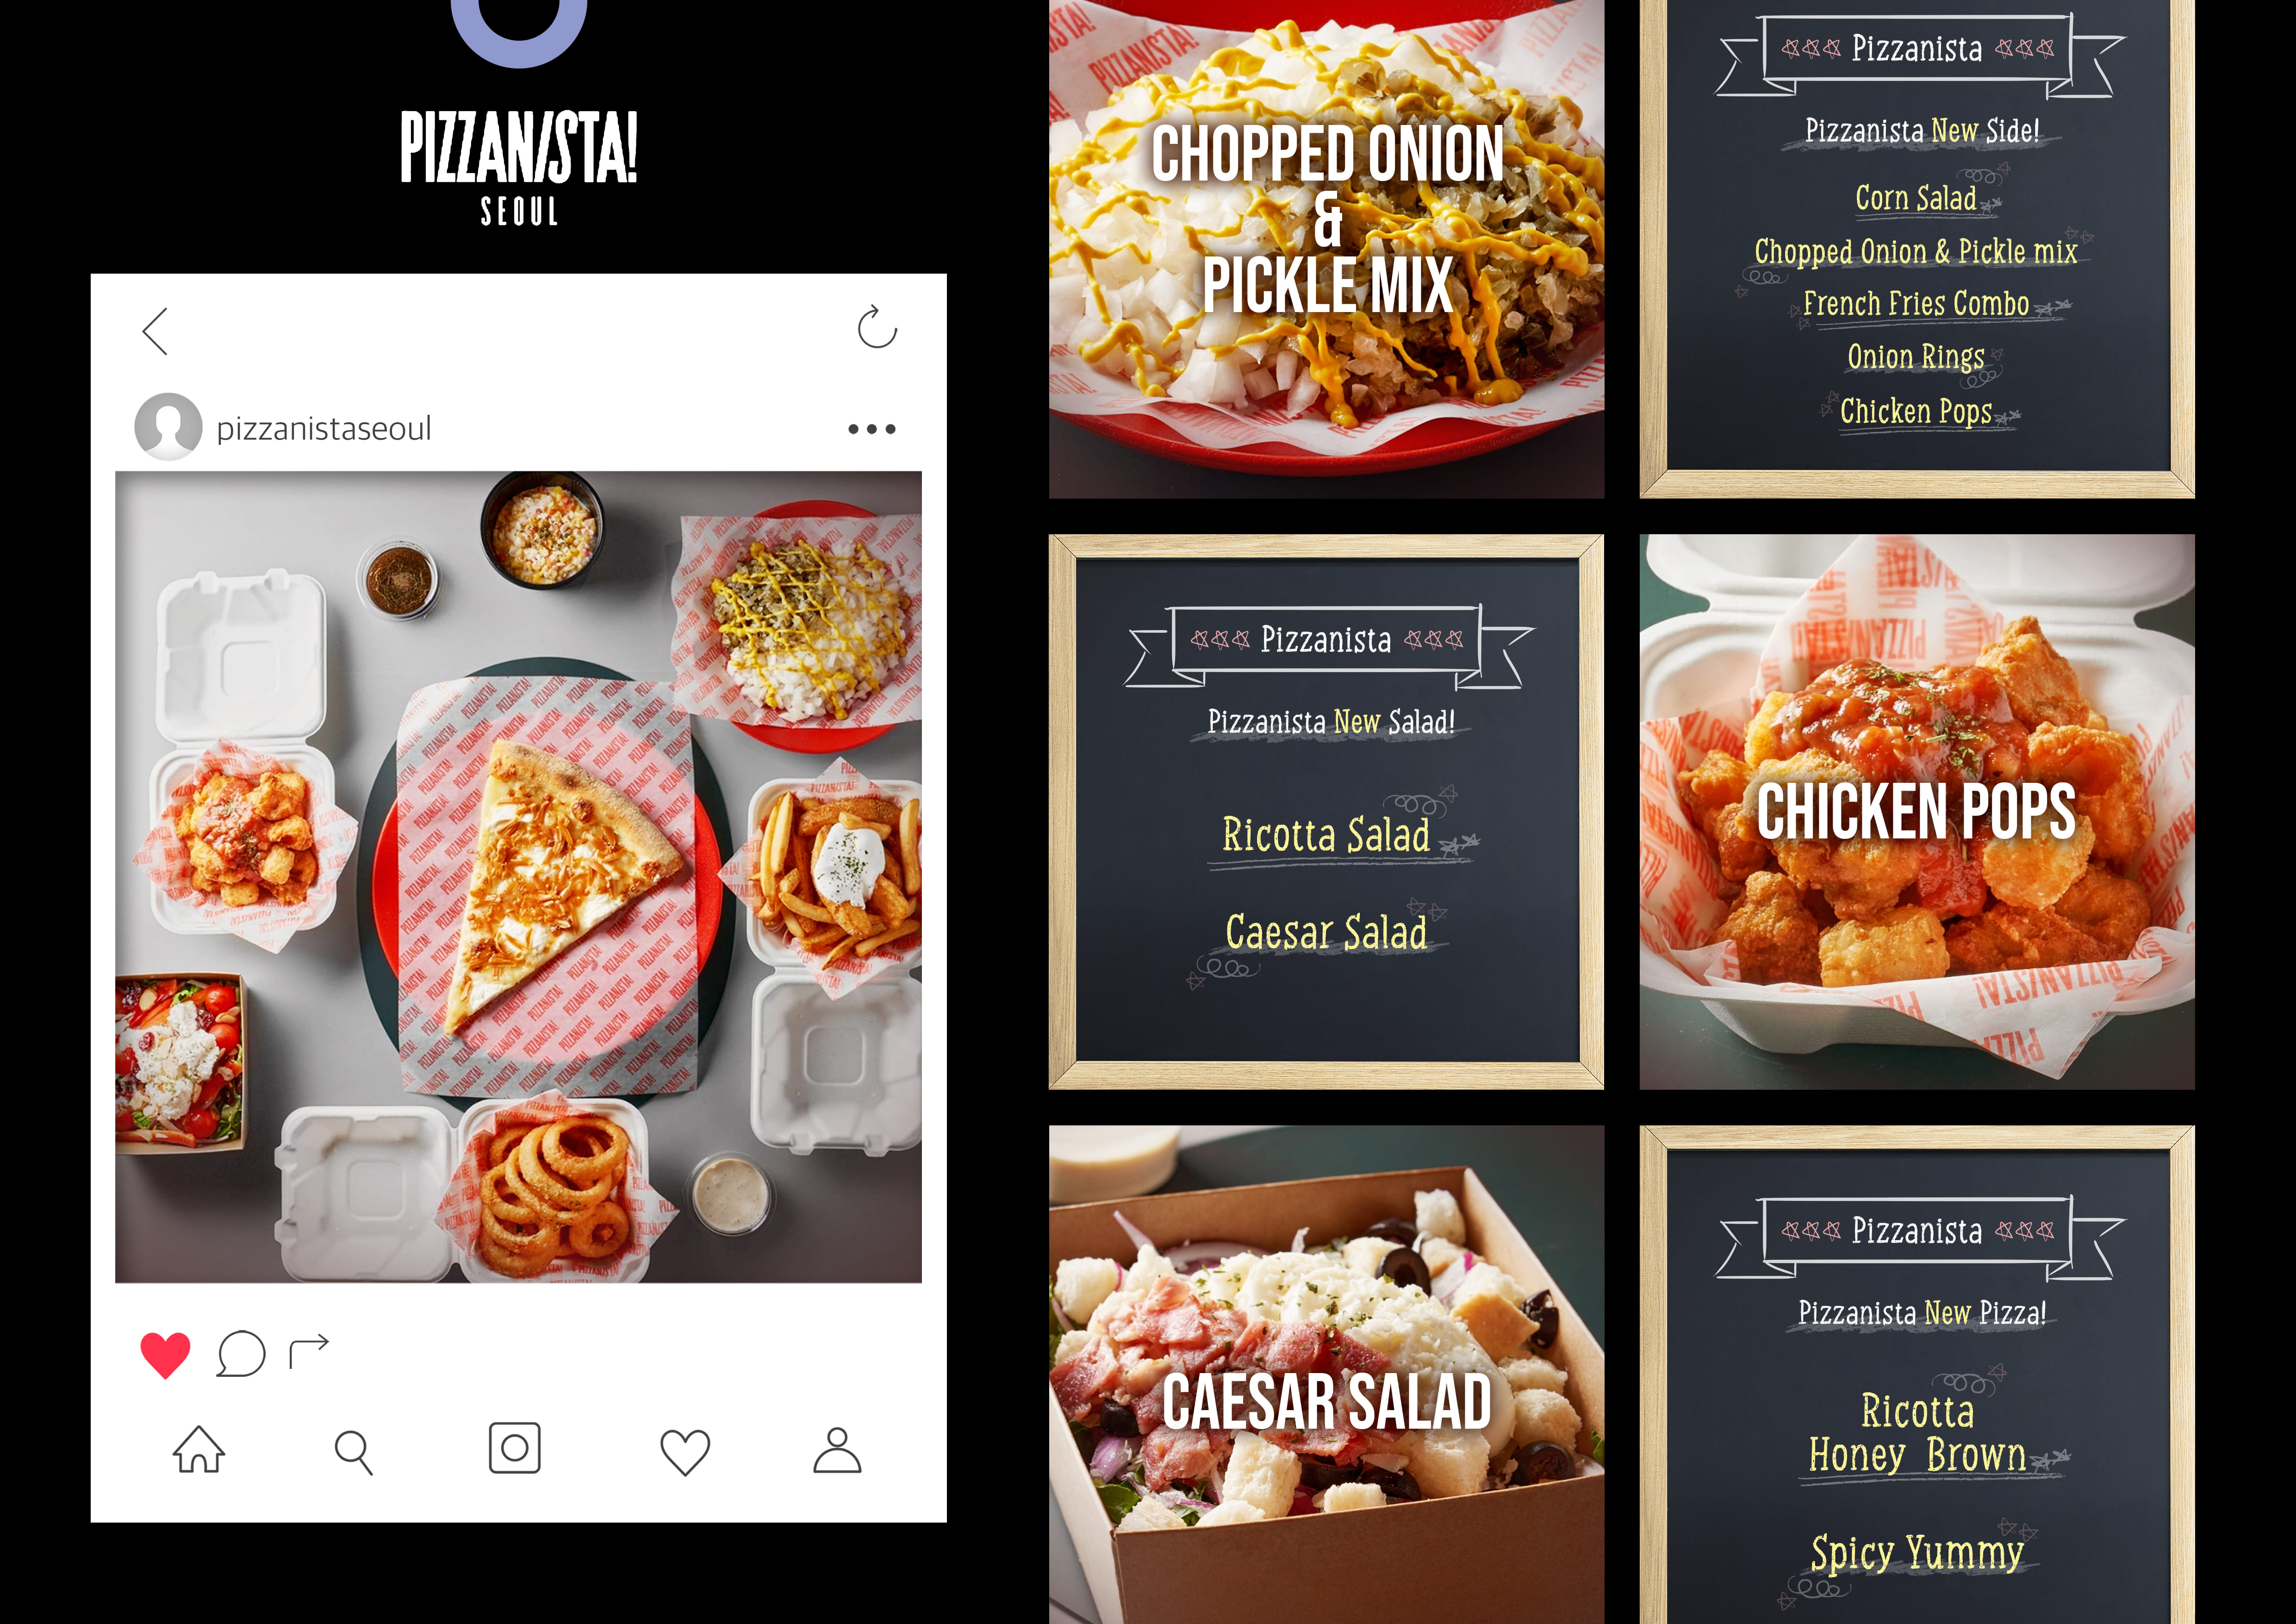 PIZZANISTA!
SEOUL
pizzanistaseoul
CHOPPED ONION
&
PICKLE MIX
Pizzanista
Pizzanista New Side!
Corn Salad
Chopped Onion & Pickle mix
French Fries Combo
Onion Rings
Chicken Pops
Pizzanista
Pizzanista New Salad!
Ricotta Salad
Caesar Salad
CHICKEN POPS
CAESAR SALAD
Pizzanista
Pizzanista New Pizza!
Ricotta
Honey Brown
Spicy Yummy